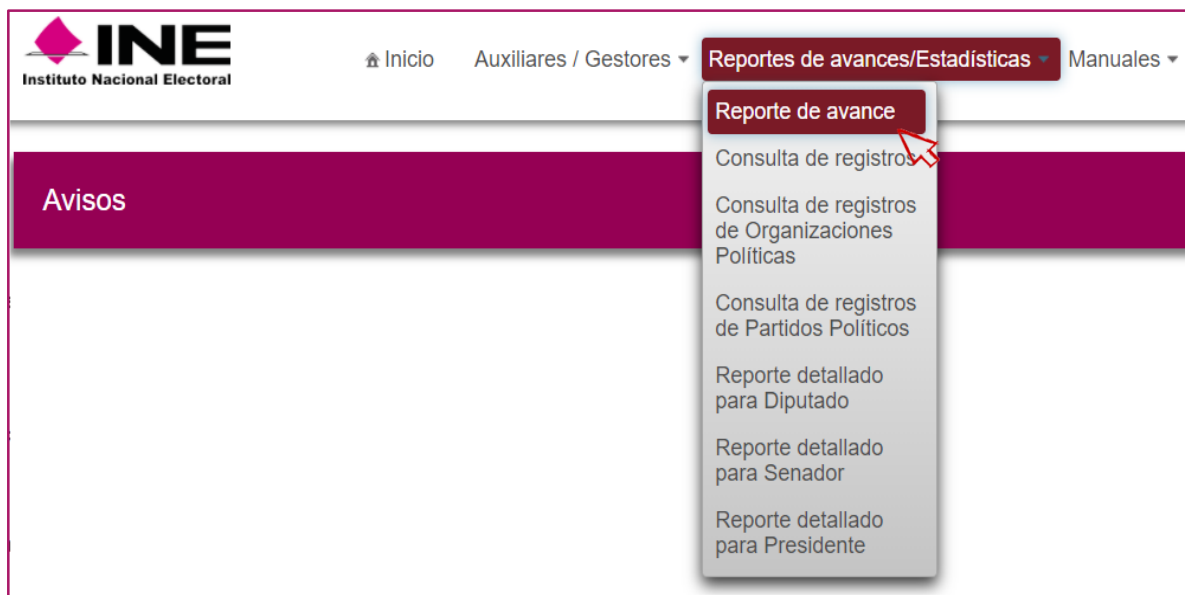 INE
Instituto Nacional Electoral
Inicio
Auxiliares / Gestores
Reportes de avances/Estadísticas
Manuales
Reporte de avance
Consulta de registros
Consulta de registros
de Organizaciones
Políticas
Consulta de registros
de Partidos Políticos
Reporte detallado
para Diputado
Reporte detallado
para Senador
Reporte detallado
para Presidente
Avisos